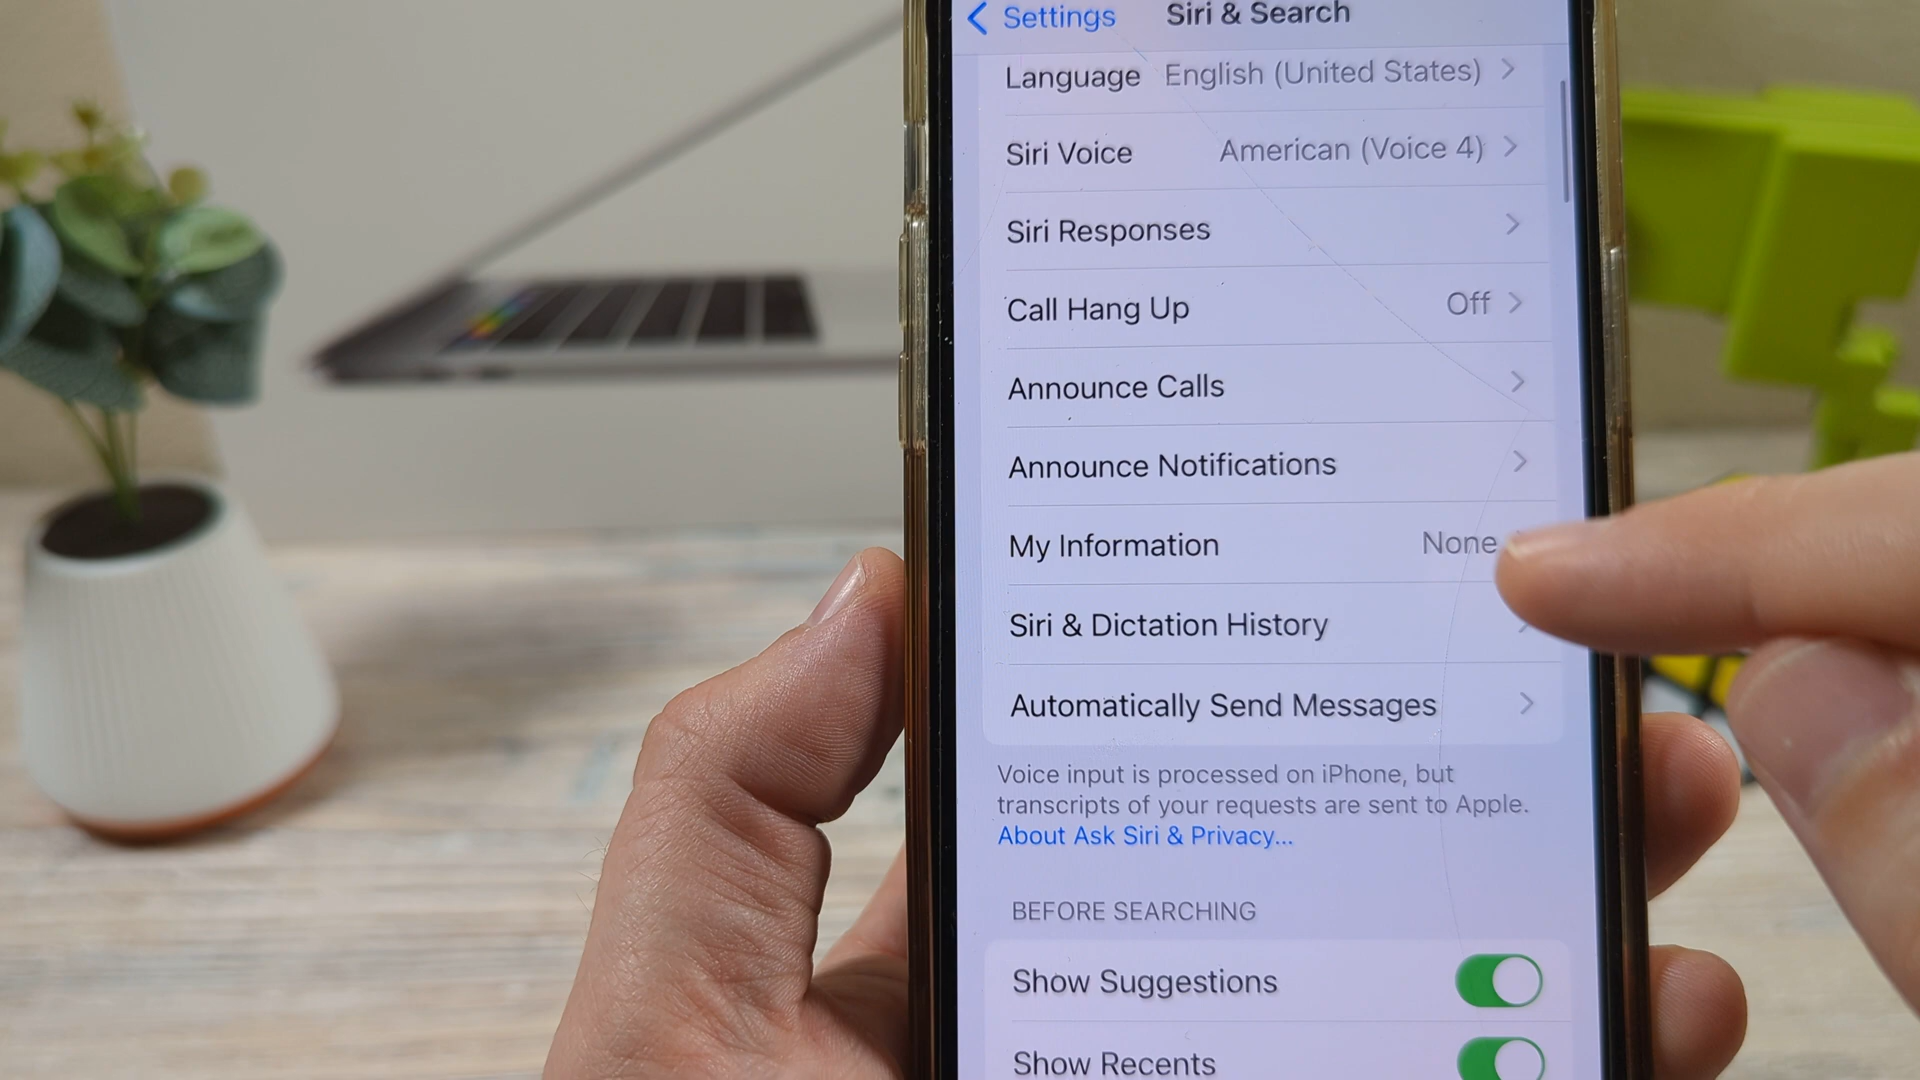 Settings Siri & Search
Language English (United States)
Siri Voice American (Voice 4)
Siri Responses
Call Hang Up Off
Announce Calls
Announce Notifications
My Information None
Siri & Dictation History
Automatically Send Messages
Voice input is processed on iPhone, but
transcripts of your requests are sent to Apple.
About Ask Siri & Privacy...
BEFORE SEARCHING
Show Suggestions
Show Recents